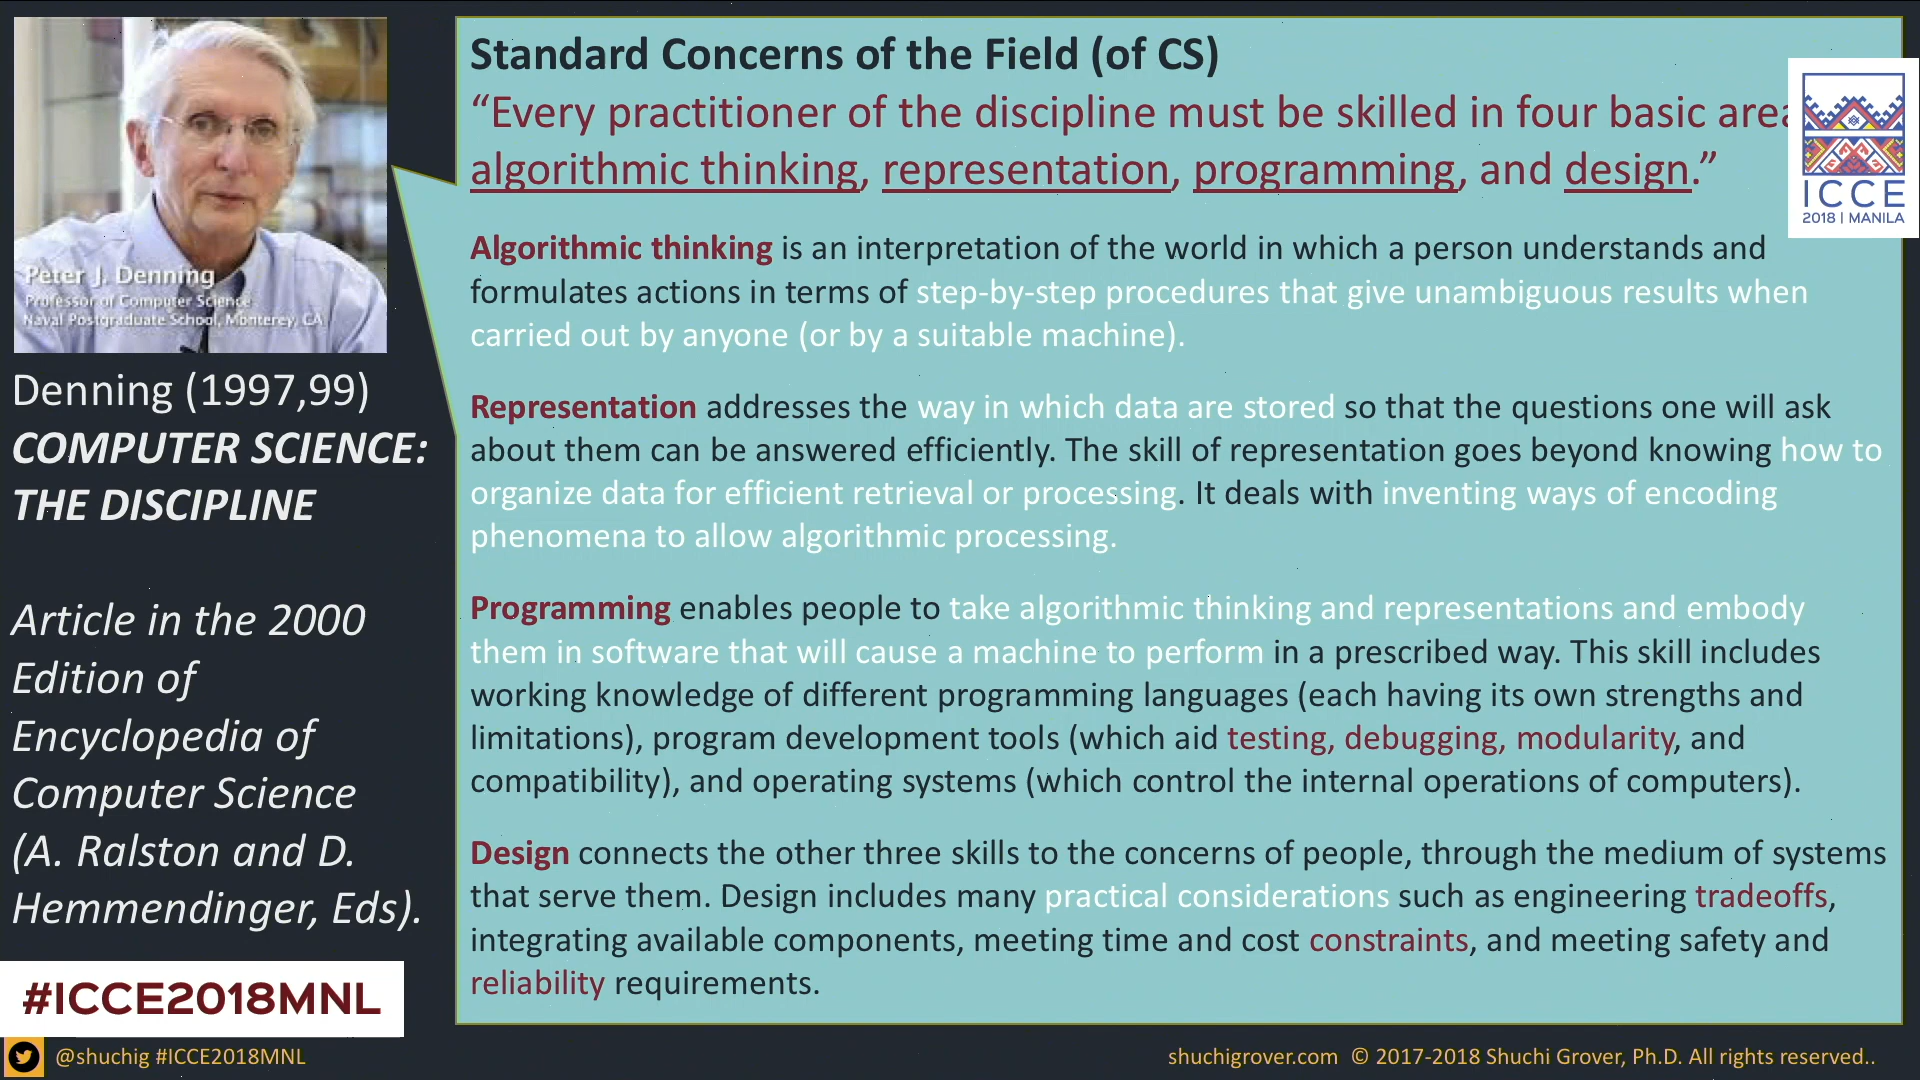 Peter J. Denning
Professor of Computer Science
Naval Postgraduate School, Monterey, CA
Denning (1997,99)
COMPUTER SCIENCE:
THE DISCIPLINE
Article in the 2000
Edition of
Encyclopedia of
Computer Science
(A. Ralston and D.
Hemmendinger, Eds).
#ICCE2018MNL
Standard Concerns of the Field (of CS)
“Every practitioner of the discipline must be skilled in four basic
algorithmic thinking, representation, programming, and design.”
Algorithmic thinking is an interpretation of the world in which a person understands and
formulates actions in terms of step-by-step procedures that give unambiguous results when
carried out by anyone (or by a suitable machine).
Representation addresses the way in which data are stored so that the questions one will ask
about them can be answered efficiently. The skill of representation goes beyond knowing how to
organize data for efficient retrieval or processing. It deals with inventing ways of encoding
phenomena to allow algorithmic processing.
Programming enables people to take algorithmic thinking and representations and embody
them in software that will cause a machine to perform in a prescribed way. This skill includes
working knowledge of different programming languages (each having its own strengths and
limitations), program development tools (which aid testing, debugging, modularity, and
compatibility), and operating systems (which control the internal operations of computers).
Design connects the other three skills to the concerns of people, through the medium of systems
that serve them. Design includes many practical considerations such as engineering tradeoffs,
integrating available components, meeting time and cost constraints, and meeting safety and
reliability requirements.
ICCE
2018 | MANILA
@shuchig #ICCE2018MNL
shuchigrover.com © 2017-2018 Shuchi Grover, Ph.D. All rights reserved..